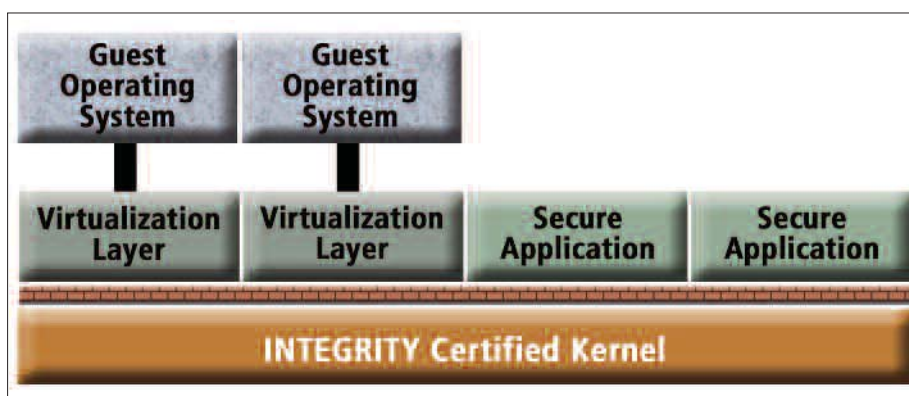 Guest
Operating
System
Guest
Operating
System
Virtualization
Layer
Virtualization
Layer
Secure
Application
Secure
Application
INTEGRITY Certified Kernel